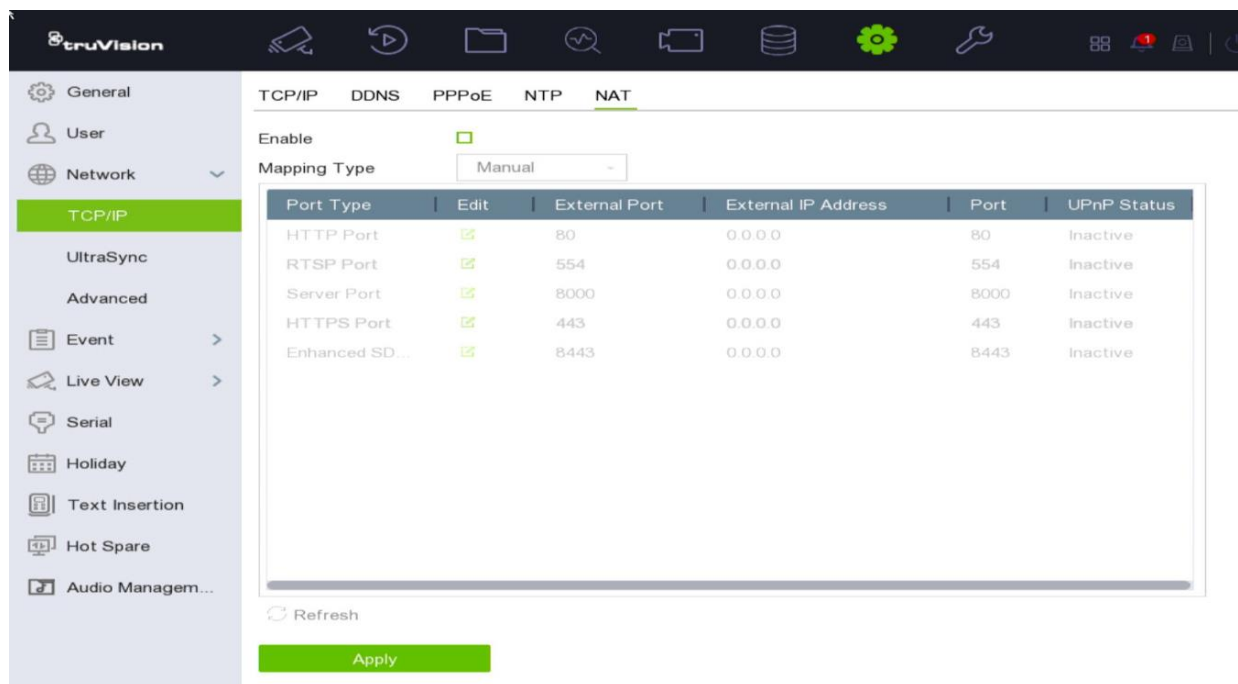 truVision
1
General
User
Network
TCP/IP
UltraSync
Advanced
Event
Live View
Serial
Holiday
Text Insertion
Hot Spare
Audio Managem...
TCP/IP DDNS PPPoE NTP NAT
Enable
Mapping Type Manual
Port Type Edit External Port External IP Address Port UPnP Status
HTTP Port 80 0.0.0.0 80 Inactive
RTSP Port 554 0.0.0.0 554 Inactive
Server Port 8000 0.0.0.0 8000 Inactive
HTTPS Port 443 0.0.0.0 443 Inactive
Enhanced SD... 8443 0.0.0.0 8443 Inactive
Refresh
Apply